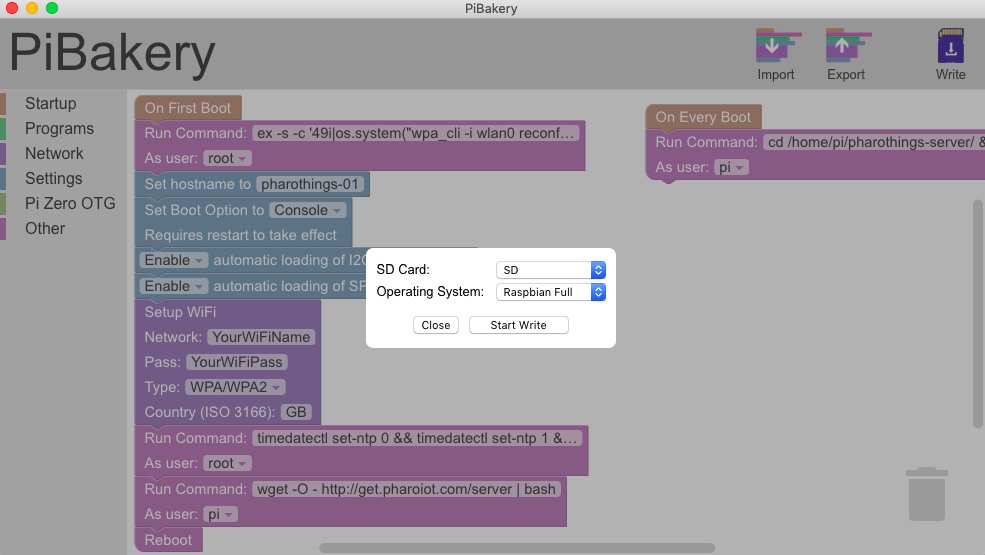 PiBakery
PiBakery
Import
Export
Write
Startup
Programs
Network
Settings
Pi Zero OTG
Other
On First Boot
Run Command: ex -s -c '49i|os.system("wpa_cli -i wlan0 reconf…
As user: root
Set hostname to pharothings-01
Set Boot Option to Console
Requires restart to take effect
Enable automatic loading of I2C
Enable automatic loading of
Setup WiFi
Network: YourWiFiName
Pass: YourWiFiPass
Type: WPA/WPA2
Country (ISO 3166): GB
Run Command: timedatectl set-ntp 0 && timedatectl set-ntp 1 &…
As user: root
Run Command: wget -O - http://get.pharoiot.com/server | bash
As user: pi
Reboot
On Every Boot
Run Command: cd /home/pi/pharothings-server/ &
As user: pi
SD Card: SD
Operating System: Raspbian Full
Close
Start Write